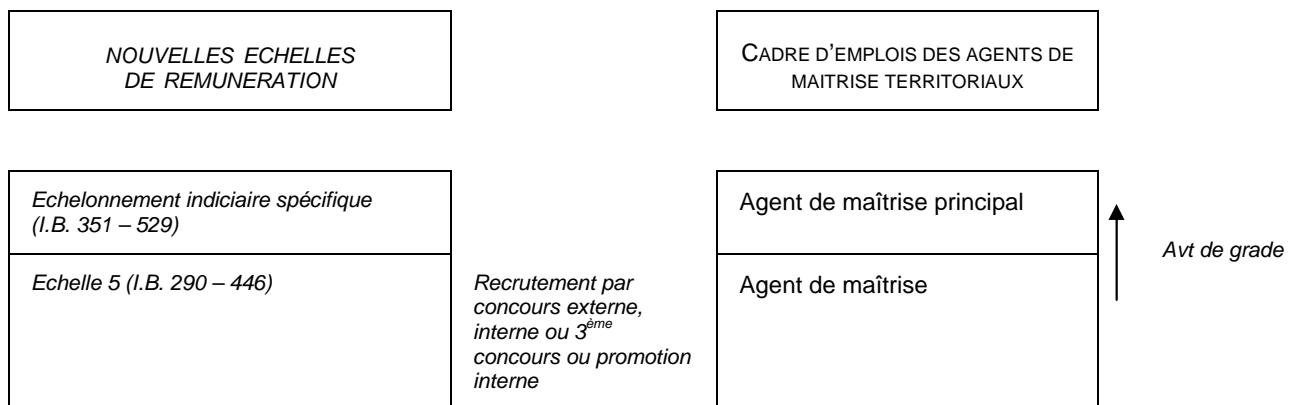 NOUVELLES ECHELLES
DE REMUNERATION
CADRE D'EMPLOIS DES AGENTS DE
MAITRISE TERRITORIAUX
Echelonnement indiciaire spécifique
(I.B. 351 – 529)
Agent de maîtrise principal
Avt de grade
Echelle 5 (I.B. 290 – 446)
Recrutement par
concours externe,
interne ou 3ème
concours ou promotion
interne
Agent de maîtrise